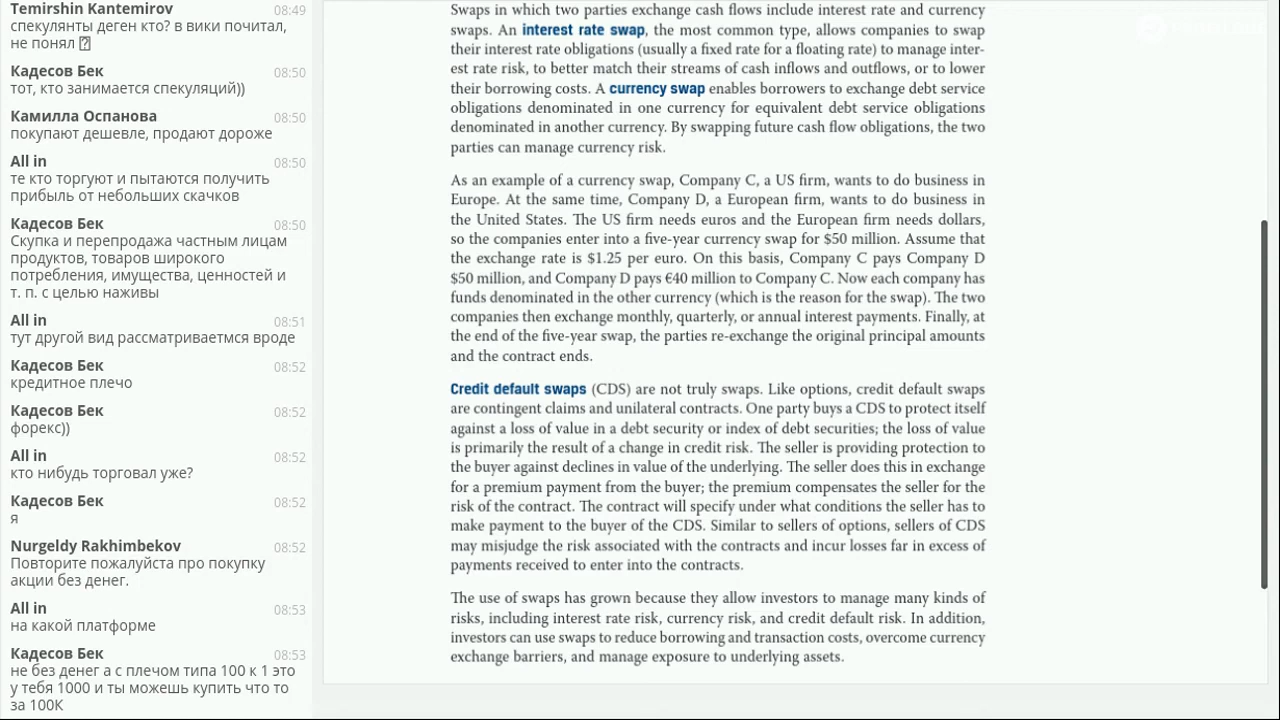 Temirshin Kantemirov 08:49
спекулянты деген кто? в вики почитал,
не понял
Кадесов Бек 08:50
тот, кто занимается спекуляций))
Камилла Оспанова 08:50
покупают дешевле, продают дороже
All in 08:50
те кто торгуют и пытаются получить
прибыль от небольших скачков
Кадесов Бек 08:50
Скупка и перепродажа частным лицам
продуктов, товаров широкого
потребления, имущества, ценностей и
т. п. с целью наживы
All in 08:51
тут другой вид рассматриваетмся вроде
Кадесов Бек 08:52
кредитное плечо
Кадесов Бек 08:52
форекс))
All in 08:52
кто нибудь торговал уже?
Кадесов Бек 08:52
я
Nurgeldy Rakhimbekov 08:52
Повторите пожалуйста про покупку
акции без денег.
All in 08:53
на какой платформе
Кадесов Бек 08:53
не без денег а с плечом типа 100 к 1 это
у тебя 1000 и ты можешь купить что то
за 100К
Swaps in which two parties exchange cash flows include interest rate and currency
swaps. An interest rate swap, the most common type, allows companies to swap
their interest rate obligations (usually a fixed rate for a floating rate) to manage inter-
est rate risk, to better match their streams of cash inflows and outflows, or to lower
their borrowing costs. A currency swap enables borrowers to exchange debt service
obligations denominated in one currency for equivalent debt service obligations
denominated in another currency. By swapping future cash flow obligations, the two
parties can manage currency risk.
As an example of a currency swap, Company C, a US firm, wants to do business in
Europe. At the same time, Company D, a European firm, wants to do business in
the United States. The US firm needs euros and the European firm needs dollars,
so the companies enter into a five-year currency swap for $50 million. Assume that
the exchange rate is $1.25 per euro. On this basis, Company C pays Company D
$50 million, and Company D pays €40 million to Company C. Now each company has
funds denominated in the other currency (which is the reason for the swap). The two
companies then exchange monthly, quarterly, or annual interest payments. Finally, at
the end of the five-year swap, the parties re-exchange the original principal amounts
and the contract ends.
Credit default swaps (CDS) are not truly swaps. Like options, credit default swaps
are contingent claims and unilateral contracts. One party buys a CDS to protect itself
against a loss of value in a debt security or index of debt securities; the loss of value
is primarily the result of a change in credit risk. The seller is providing protection to
the buyer against declines in value of the underlying. The seller does this in exchange
for a premium payment from the buyer; the premium compensates the seller for the
risk of the contract. The contract will specify under what conditions the seller has to
make payment to the buyer of the CDS. Similar to sellers of options, sellers of CDS
may misjudge the risk associated with the contracts and incur losses far in excess of
payments received to enter into the contracts.
The use of swaps has grown because they allow investors to manage many kinds of
risks, including interest rate risk, currency risk, and credit default risk. In addition,
investors can use swaps to reduce borrowing and transaction costs, overcome currency
exchange barriers, and manage exposure to underlying assets.